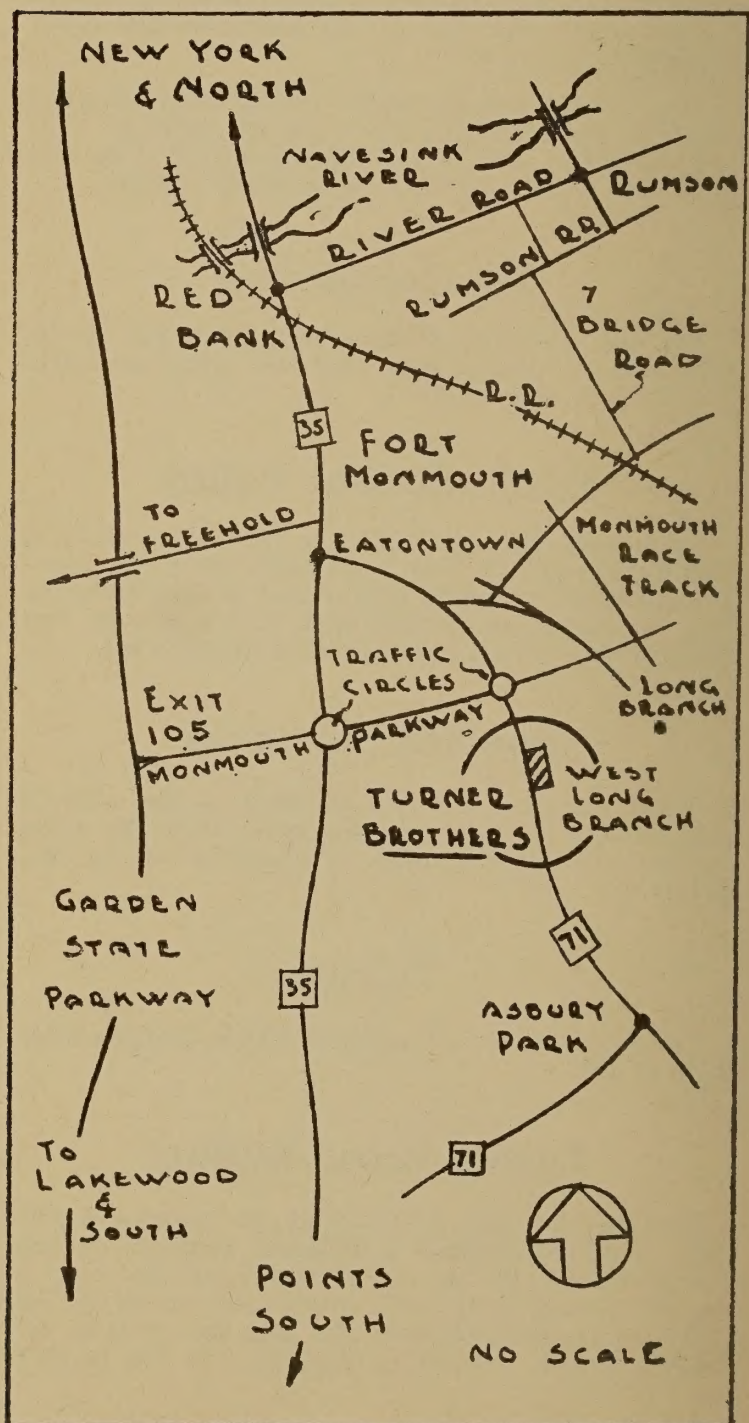 NEW YORK
& NORTH
NAVESINK
RIVER
RIVER ROAD
RUMSON
RUMSON RD.
RED
BANK
7
BRIDGE
ROAD
R.R.
35
FORT
MONMOUTH
TO
FREEHOLD
EATONTOWN
MONMOUTH
RACE
TRACK
TRAFFIC
CIRCLES
EXIT
105
LONG
BRANCH
MONMOUTH PARKWAY
TURNER
BROTHERS
WEST
LONG
BRANCH
GARDEN
STATE
PARKWAY
71
35
ASBURY
PARK
TO
LAKEWOOD
&
SOUTH
71
POINTS
SOUTH
NO SCALE